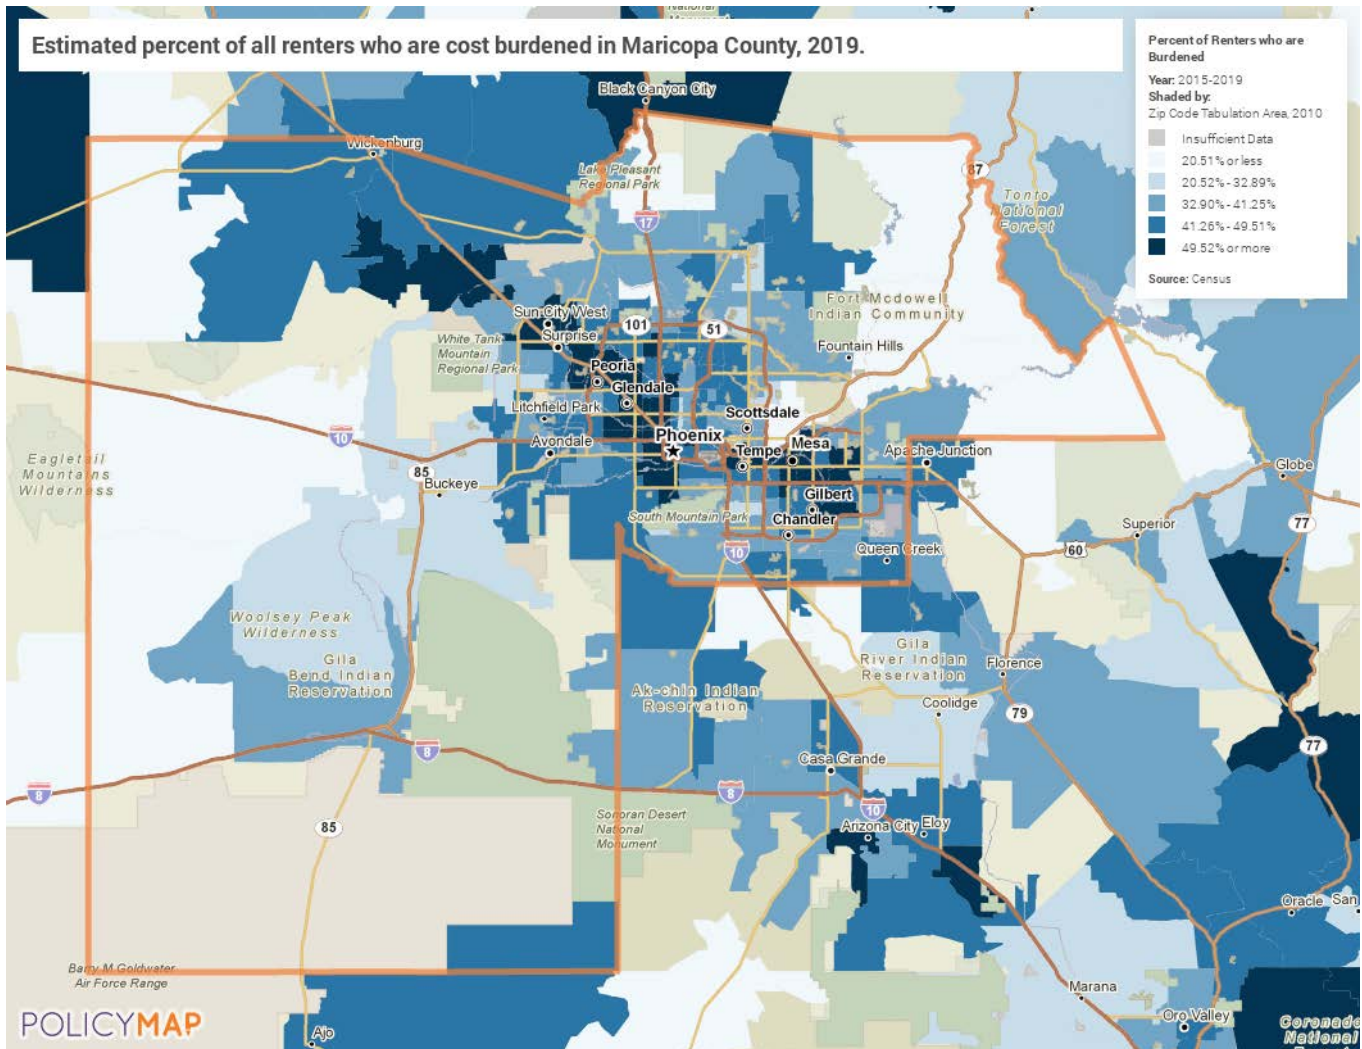 National
Monument
Estimated percent of all renters who are cost burdened in Maricopa County, 2019.
Percent of Renters who are
Burdened
Year: 2015-2019
Shaded by:
Zip Code Tabulation Area, 2010
Insufficient Data
20.51% or less
20.52% - 32.89%
32.90% - 41.25%
41.26% - 49.51%
49.52% or more
Source: Census
Black Canyon City
Wickenburg
Lake Pleasant
Regional Park
87
Tonto
National
Forest
17
Fort Mcdowell
Indian Community
Sun City West
101
51
White Tank
Mountain
Regional Park
Surprise
Fountain Hills
Peoria
Glendale
Litchfield Park
Scottsdale
10
Avondale
Phoenix
Mesa
Tempe
Apache Junction
Eagletail
Mountains
Wilderness
85
Buckeye
Globe
Gilbert
South Mountain Park
Chandler
77
Superior
10
Queen Creek
60
Woolsey Peak
Wilderness
Gila
Bend Indian
Reservation
Gila
River Indian
Reservation
Florence
Ak-chin Indian
Reservation
Coolidge
79
77
8
Casa Grande
8
8
10
Sonoran Desert
National
Monument
85
Arizona City
Eloy
Oracle
San
Barry M Goldwater
Air Force Range
Marana
POLICYMAP
Ajo
Oro Valley
Coronado
National